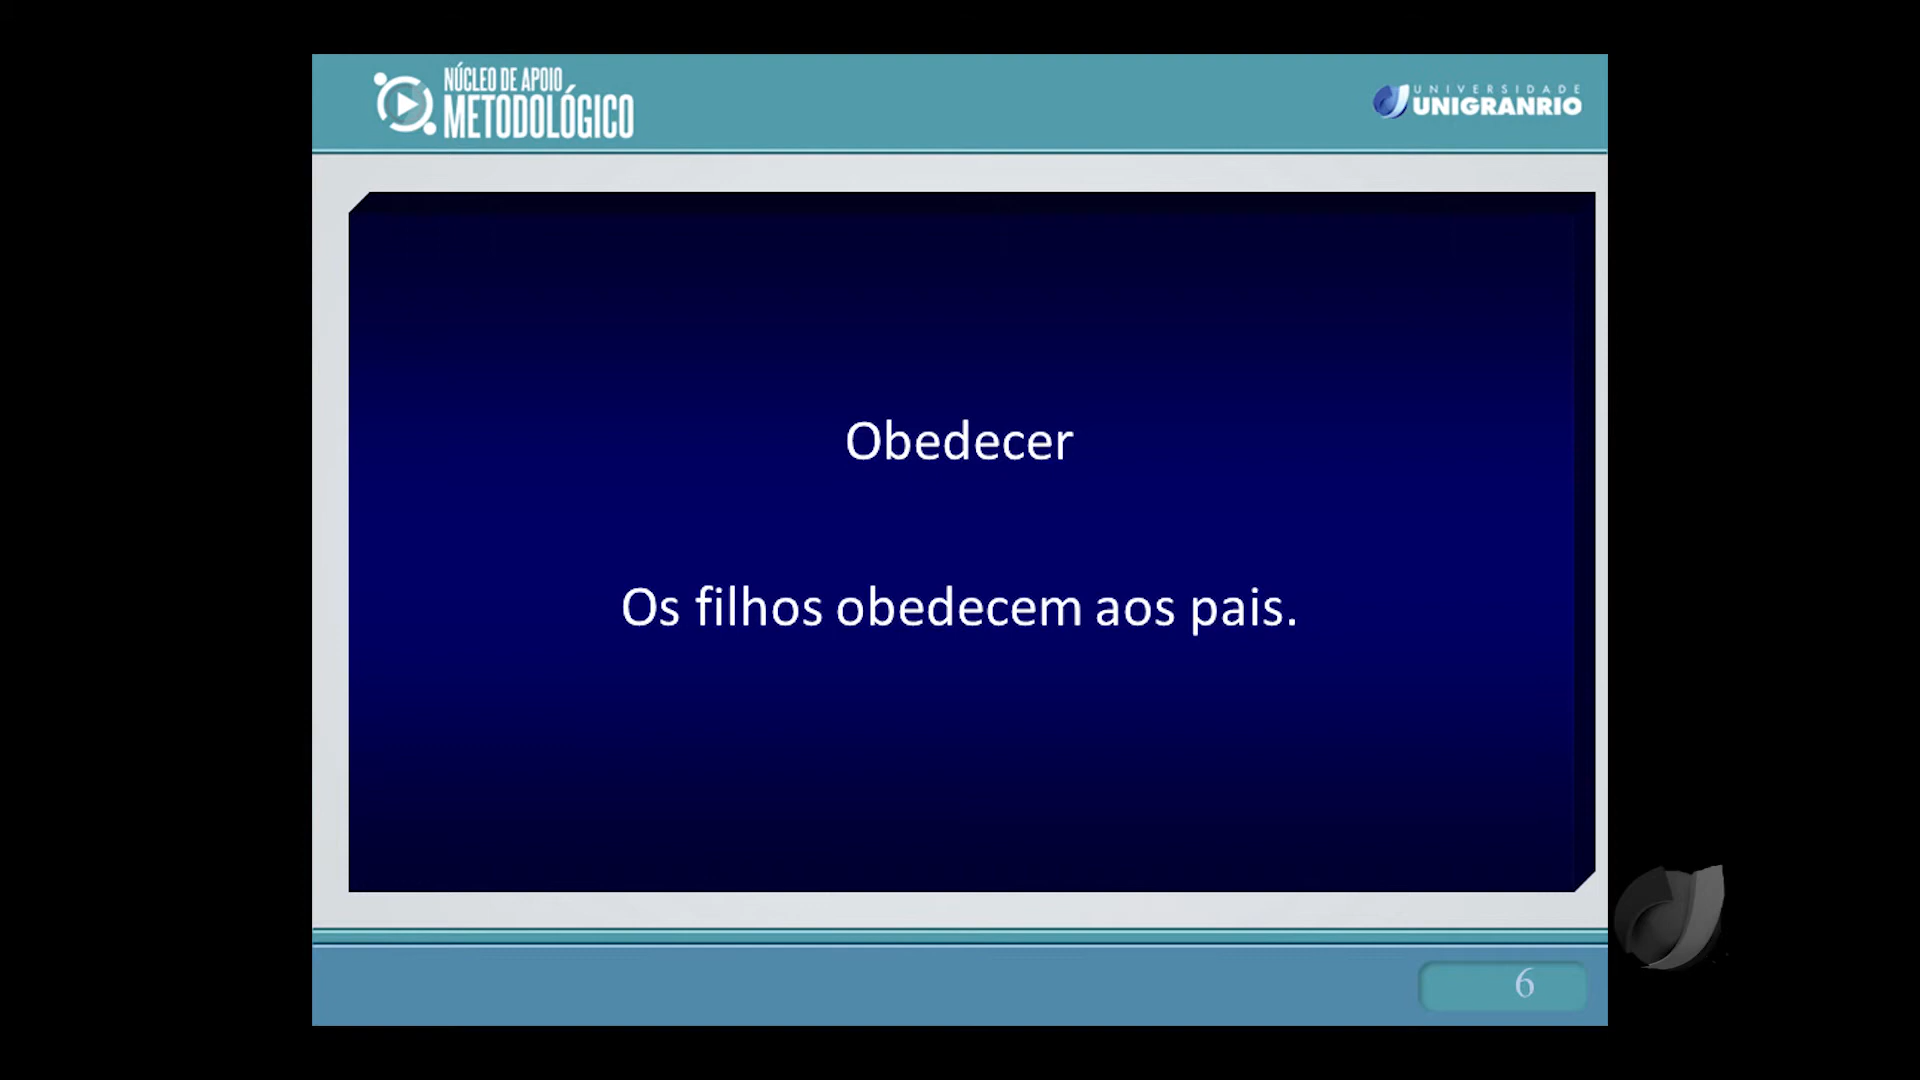 NÚCLEO DE APOIO
METODOLÓGICO
UNIVERSIDADE
UNIGRANRIO
Obedecer
Os filhos obedecem aos pais.
6